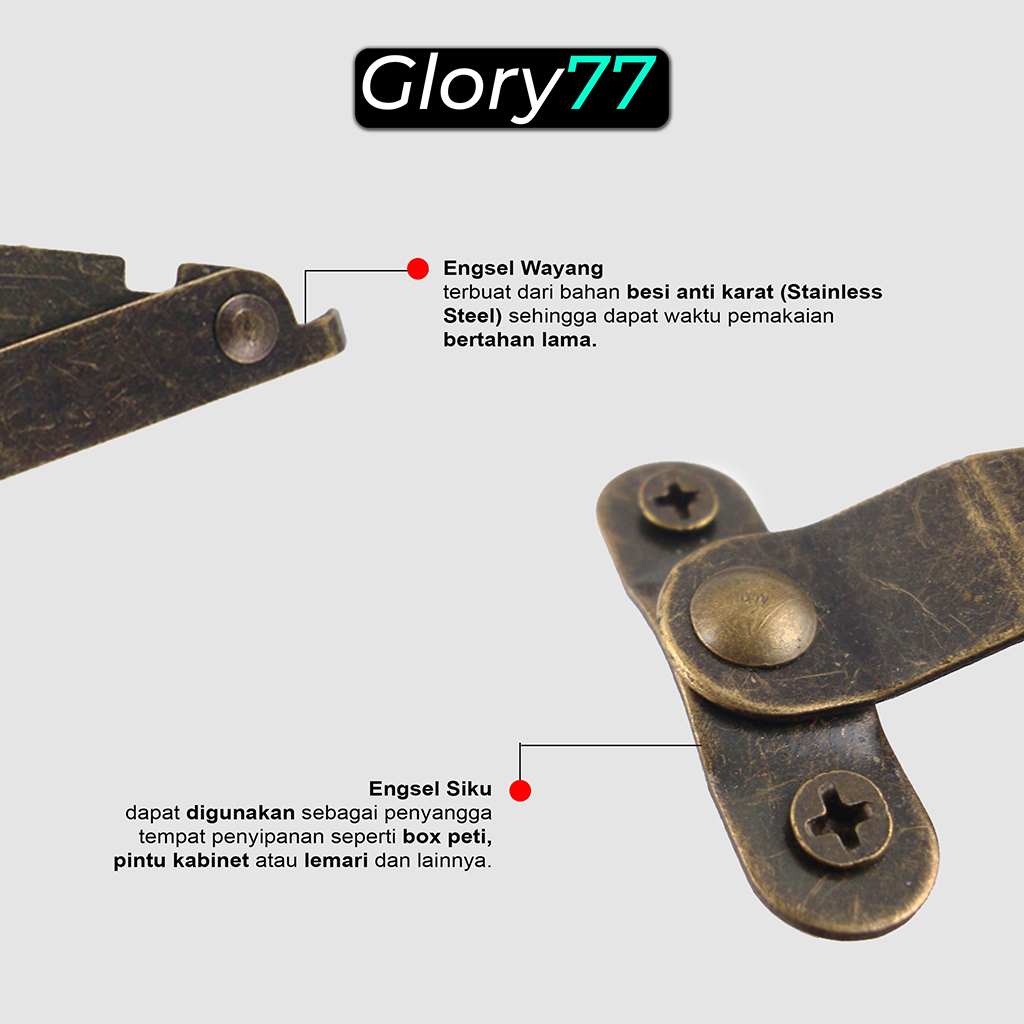 Glory77
Engsel Wayang
terbuat dari bahan besi anti karat (Stainless
Steel) sehingga dapat waktu pemakaian
bertahan lama.
Engsel Siku
dapat digunakan sebagai penyangga
tempat penyipanan seperti box peti,
pintu kabinet atau lemari dan lainnya.